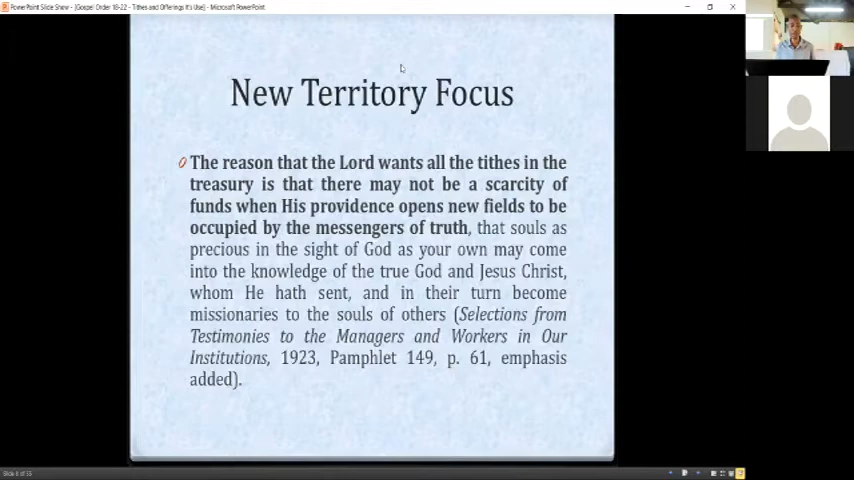 PowerPoint Slide Show - [Gospel Order 18-22 - Tithes and Offerings It's Use] - Microsoft PowerPoint
New Territory Focus
The reason that the Lord wants all the tithes in the
treasury is that there may not be a scarcity of
funds when His providence opens new fields to be
occupied by the messengers of truth, that souls as
precious in the sight of God as your own may come
into the knowledge of the true God and Jesus Christ,
whom He hath sent, and in their turn become
missionaries to the souls of others (Selections from
Testimonies to the Managers and Workers in Our
Institutions, 1923, Pamphlet 149, p. 61, emphasis
added).